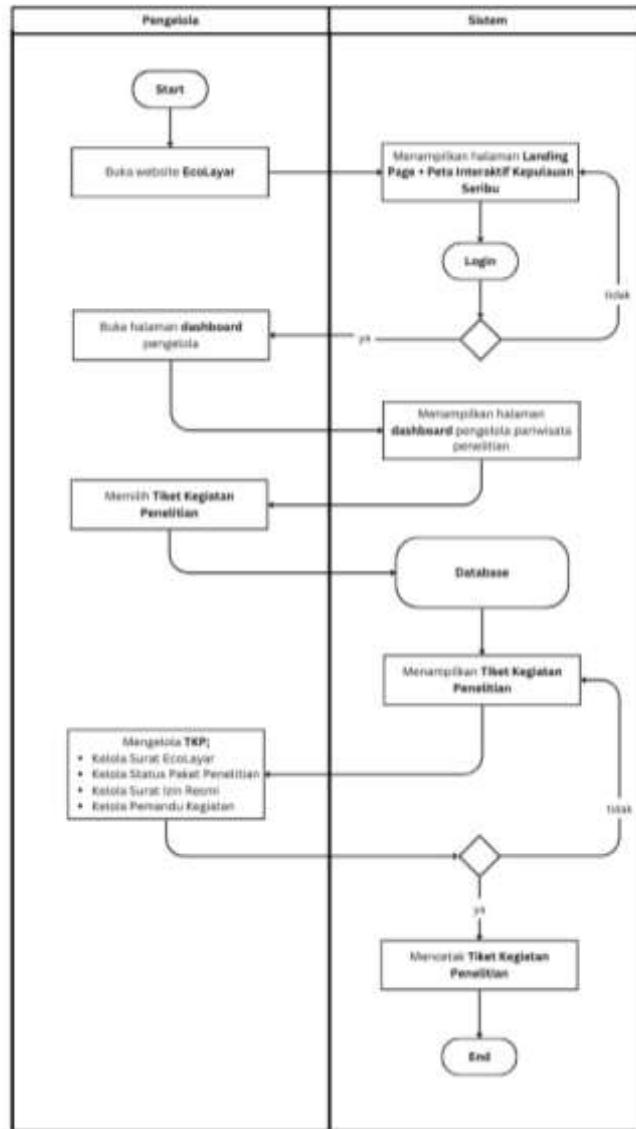 Pengelola
Sistem
Start
Buka website EcoLayar
Menampilkan halaman Landing
Page + Peta Interaktif Kepulauan
Seribu
Login
tidak
ya
Buka halaman dashboard
pengelola
Menampilkan halaman
dashboard pengelola pariwisata
penelitian
Memilih Tiket Kegiatan
Penelitian
Database
Menampilkan Tiket Kegiatan
Penelitian
Mengelola TKP;
• Kelola Surat EcoLayar
• Kelola Status Paket Penelitian
• Kelola Surat Izin Resmi
• Kelola Pemandu Kegiatan
tidak
ya
Mencetak Tiket Kegiatan
Penelitian
End